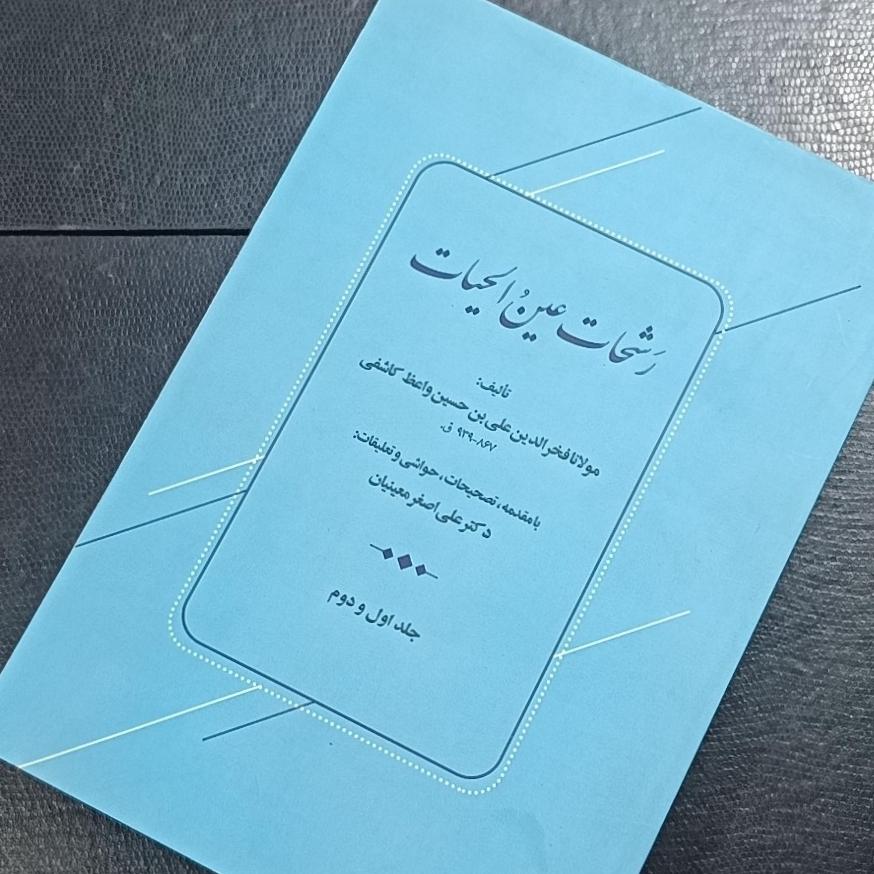 رشحات عینُ الحیات
تألیف:
مولانا فخرالدین علی بن حسین واعظ کاشفی
۸۶۷-۹۳۹ ق.
با مقدمه، تصحیحات، حواشی و تعلیقات:
دکتر علی اصغر معینیان
جلد اول و دوم